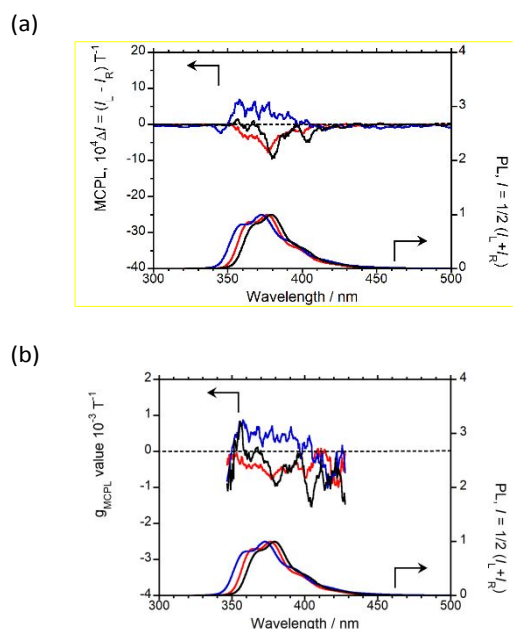 (a)
MCPL, 10⁴ ΔI = (I_L - I_R) T⁻¹
20
10
0
-10
-20
-30
-40
4
3
2
1
0
PL, I = 1/2 (I_L+I_R)
300 350 400 450 500
Wavelength / nm
(b)
g_MCPL value 10⁻³ T⁻¹
2
1
0
-1
-2
-3
-4
4
3
2
1
0
PL, I = 1/2 (I_L+I_R)
300 350 400 450 500
Wavelength / nm